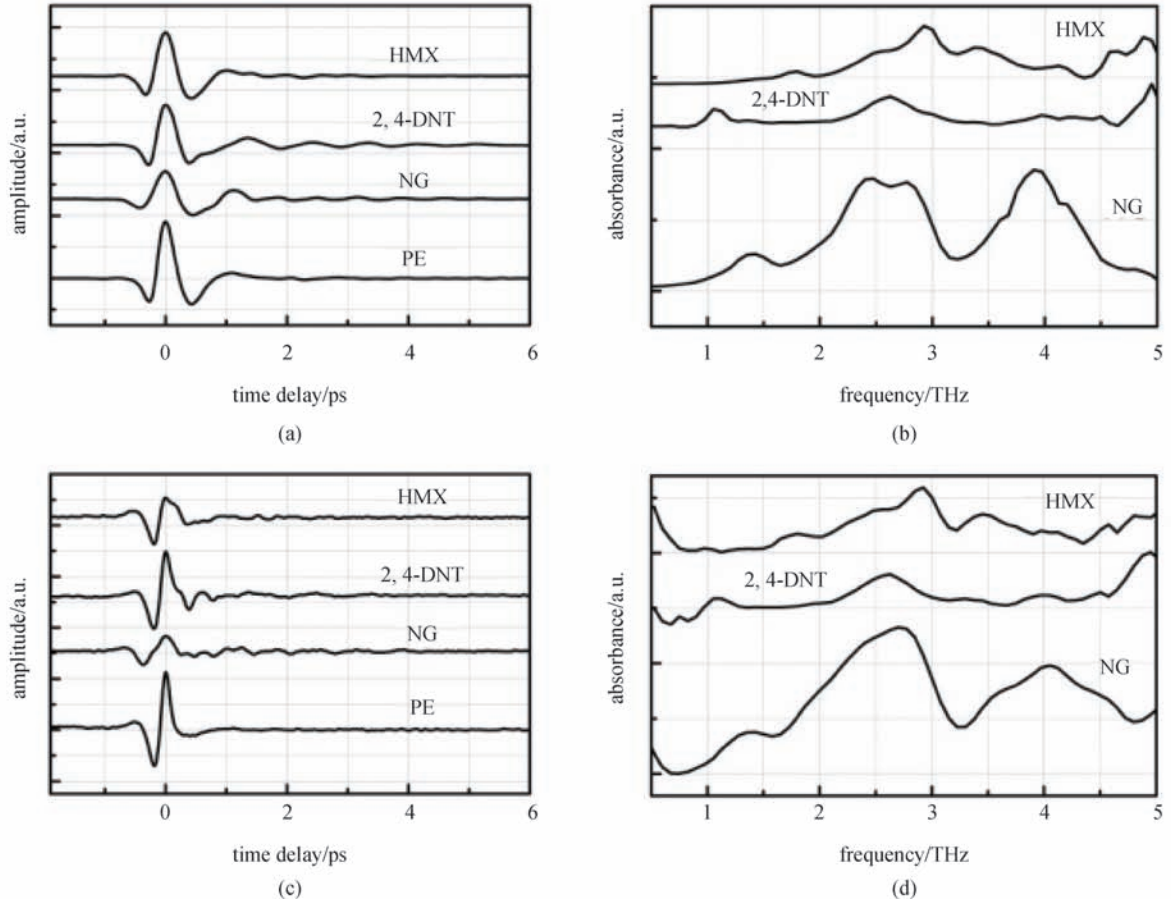 HMX
2, 4-DNT
NG
PE
amplitude/a.u.
0 2 4 6
time delay/ps
(a)
HMX
2,4-DNT
NG
absorbance/a.u.
1 2 3 4 5
frequency/THz
(b)
HMX
2, 4-DNT
NG
PE
amplitude/a.u.
0 2 4 6
time delay/ps
(c)
HMX
2, 4-DNT
NG
absorbance/a.u.
1 2 3 4 5
frequency/THz
(d)